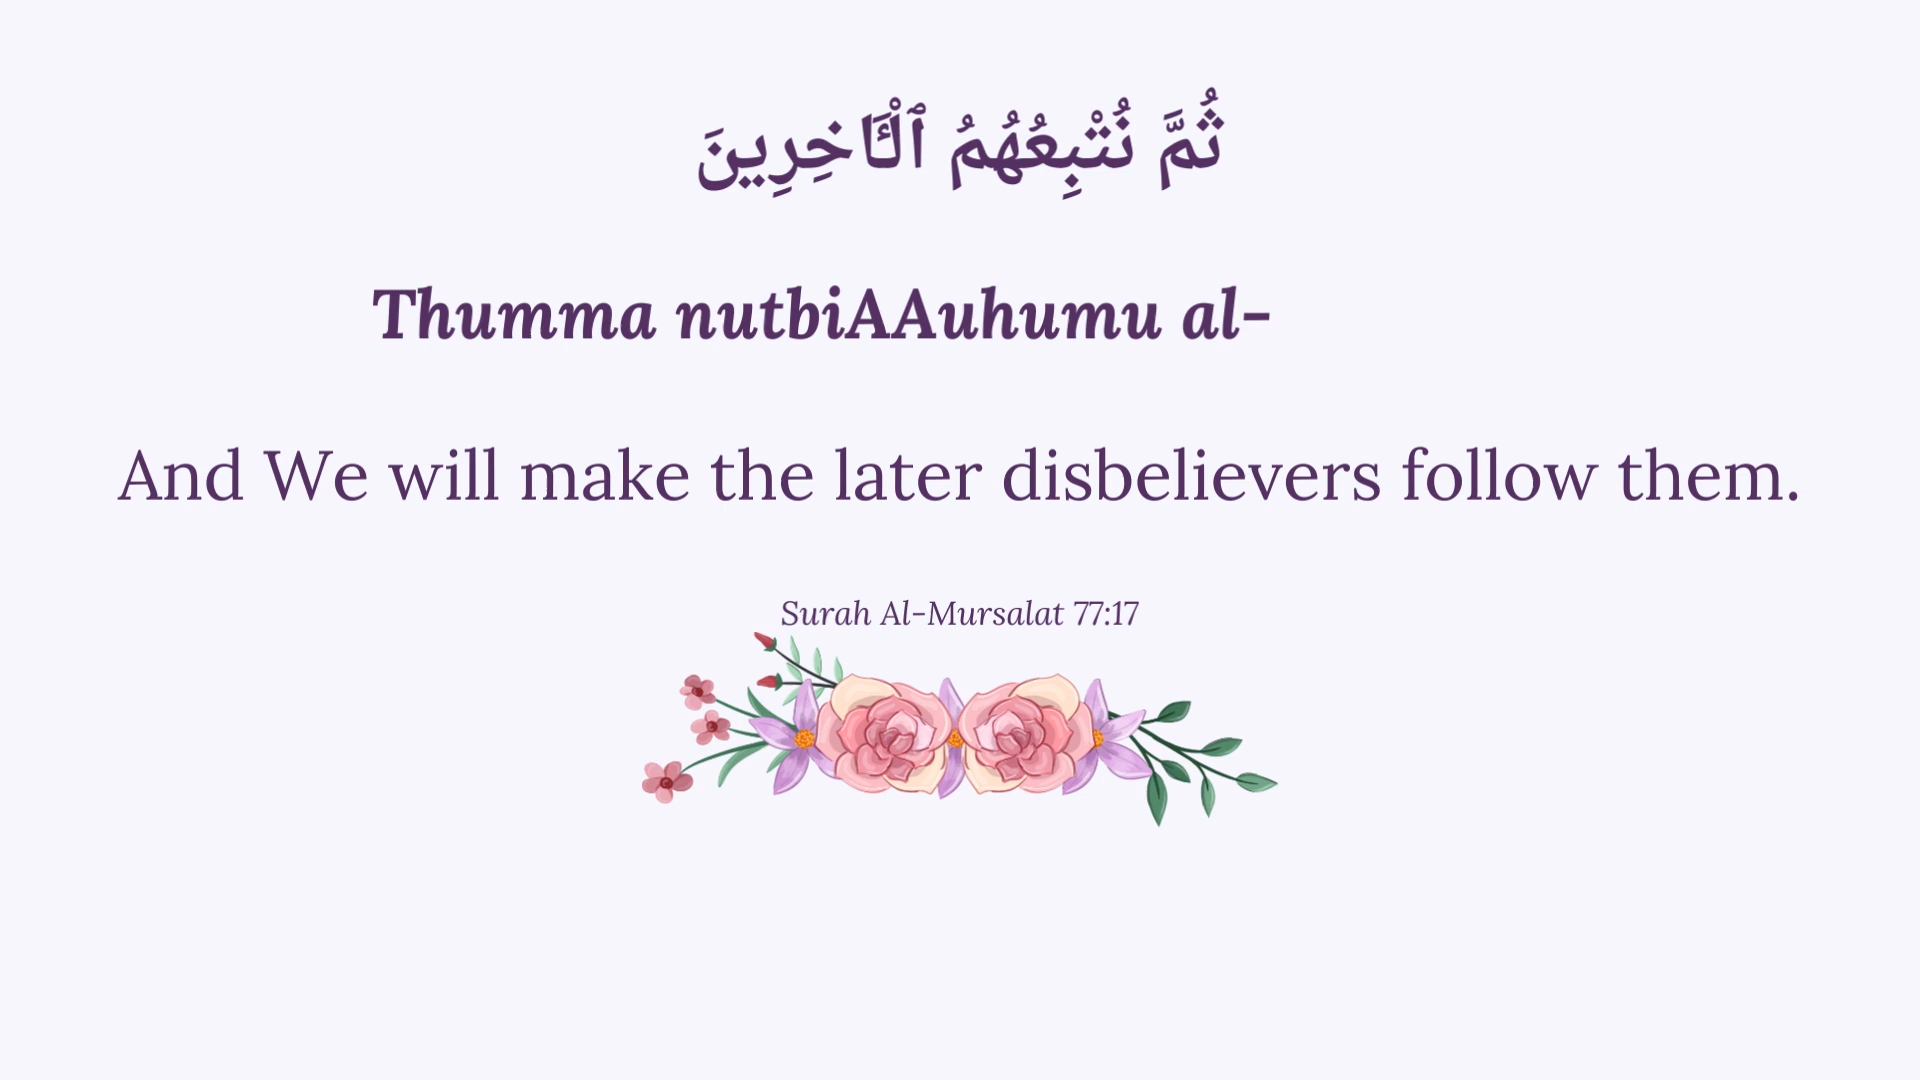 ثُمَّ نُتْبِعُهُمُ ٱلْـَٔاخِرِينَ
Thumma nutbiAAuhumu al-
And We will make the later disbelievers follow them.
Surah Al-Mursalat 77:17